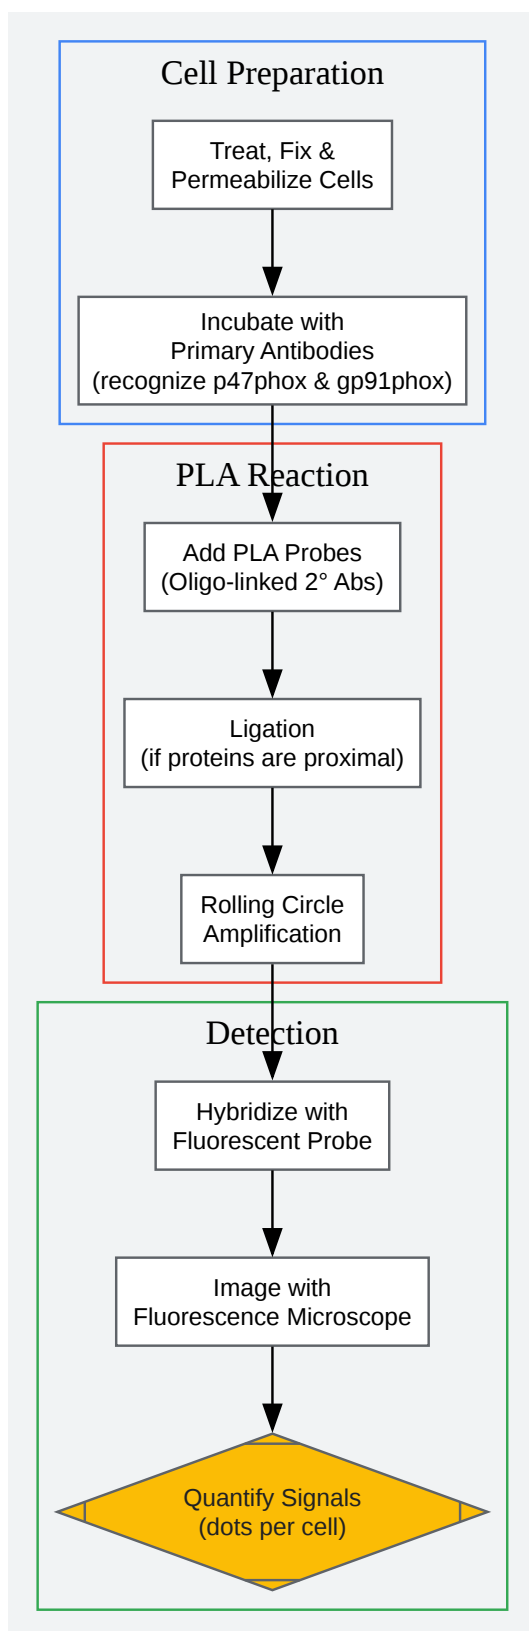 Cell Preparation
Treat, Fix &
Permeabilize Cells
Incubate with
Primary Antibodies
(recognize p47phox & gp91phox)
PLA Reaction
Add PLA Probes
(Oligo-linked 2° Abs)
Ligation
(if proteins are proximal)
Rolling Circle
Amplification
Detection
Hybridize with
Fluorescent Probe
Image with
Fluorescence Microscope
Quantify Signals
(dots per cell)